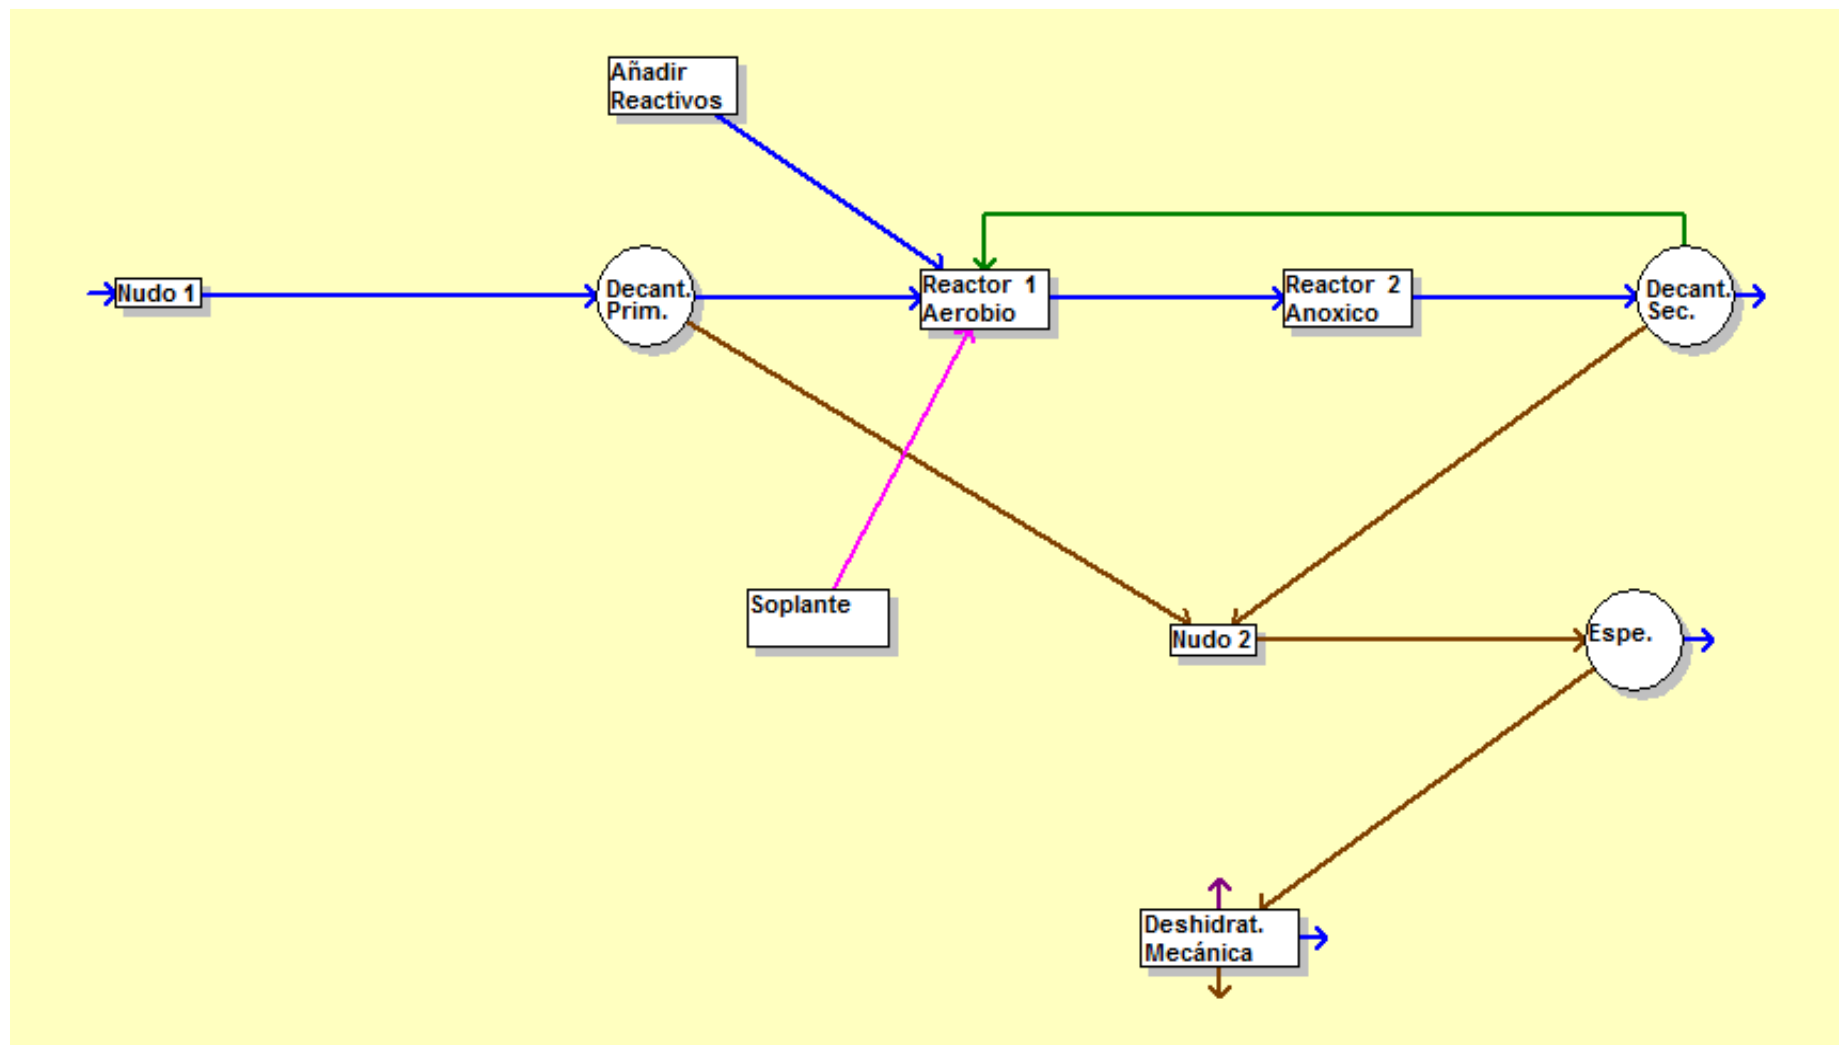 Añadir
Reactivos
Nudo 1
Decant.
Prim.
Reactor 1
Aerobio
Reactor 2
Anoxico
Decant.
Sec.
Soplante
Nudo 2
Espe.
Deshidrat.
Mecánica